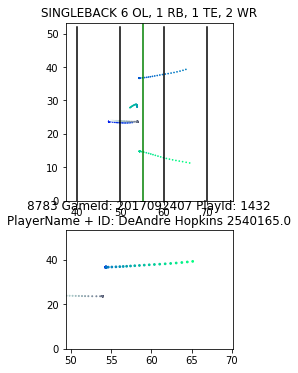 SINGLEBACK 6 OL, 1 RB, 1 TE, 2 WR
50
40
30
20
10
0
40 50 60 70
8783 GameId: 2017092407 PlayId: 1432
PlayerName + ID: DeAndre Hopkins 2540165.0
40
20
0
50 55 60 65 70